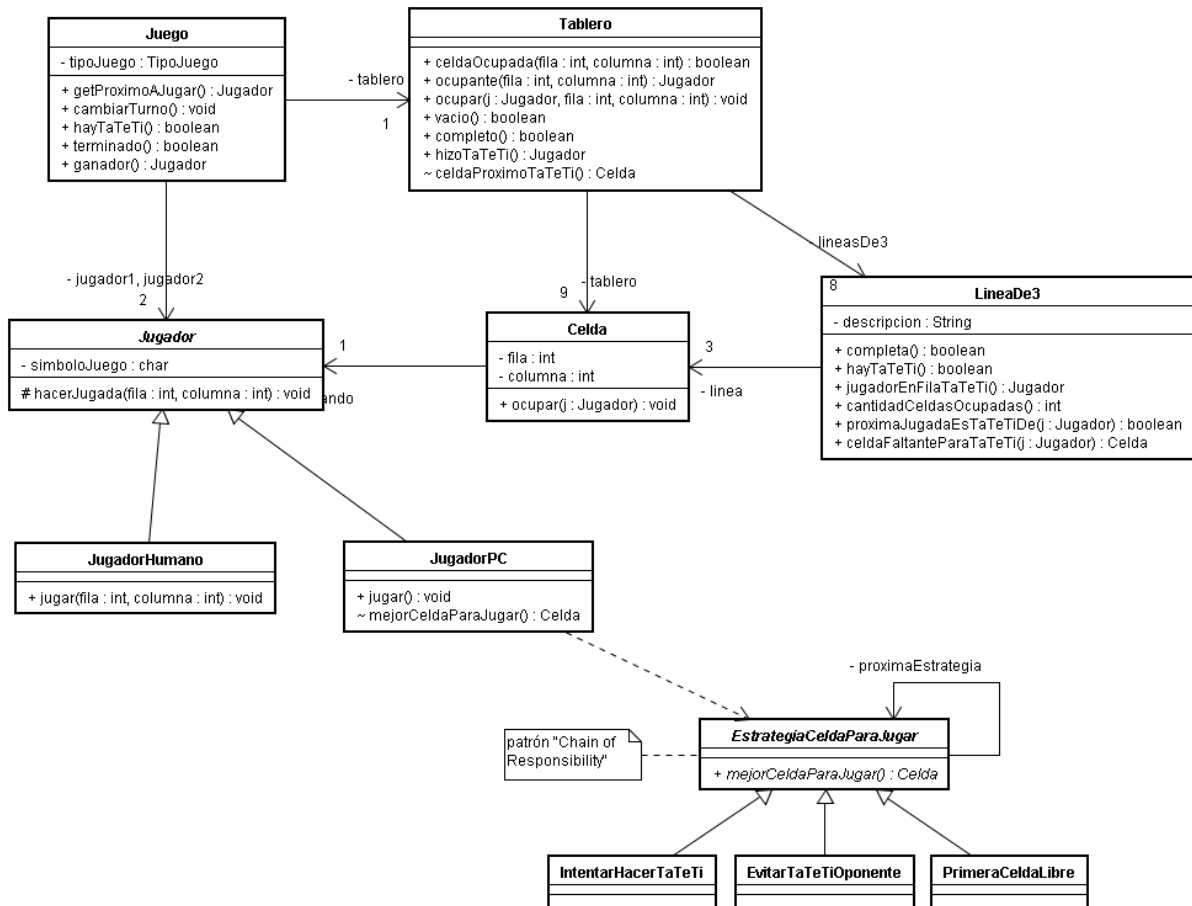 Juego
- tipoJuego : TipoJuego
+ getProximoAJugar() : Jugador
+ cambiarTurno() : void
+ hayTaTeTi() : boolean
+ terminado() : boolean
+ ganador() : Jugador
- tablero
1
Tablero
+ celdaOcupada(fila : int, columna : int) : boolean
+ ocupante(fila : int, columna : int) : Jugador
+ ocupar(j : Jugador, fila : int, columna : int) : void
+ vacio() : boolean
+ completo() : boolean
+ hizoTaTeTi() : Jugador
~ celdaProximoTaTeTi() : Celda
- jugador1, jugador2
2
- tablero
9
- lineasDe3
8
Jugador
- simboloJuego : char
# hacerJugada(fila : int, columna : int) : void
1
ando
Celda
- fila : int
- columna : int
+ ocupar(j : Jugador) : void
3
- linea
LineaDe3
- descripcion : String
+ completa() : boolean
+ hayTaTeTi() : boolean
+ jugadorEnFilaTaTeTi() : Jugador
+ cantidadCeldasOcupadas() : int
+ proximaJugadaEsTaTeTiDe(j : Jugador) : boolean
+ celdaFaltanteParaTaTeTi(j : Jugador) : Celda
JugadorHumano
+ jugar(fila : int, columna : int) : void
JugadorPC
+ jugar() : void
~ mejorCeldaParaJugar() : Celda
- proximaEstrategia
patrón "Chain of
Responsibility"
EstrategiaCeldaParaJugar
+ mejorCeldaParaJugar() : Celda
IntentarHacerTaTeTi
EvitarTaTeTiOponente
PrimeraCeldaLibre